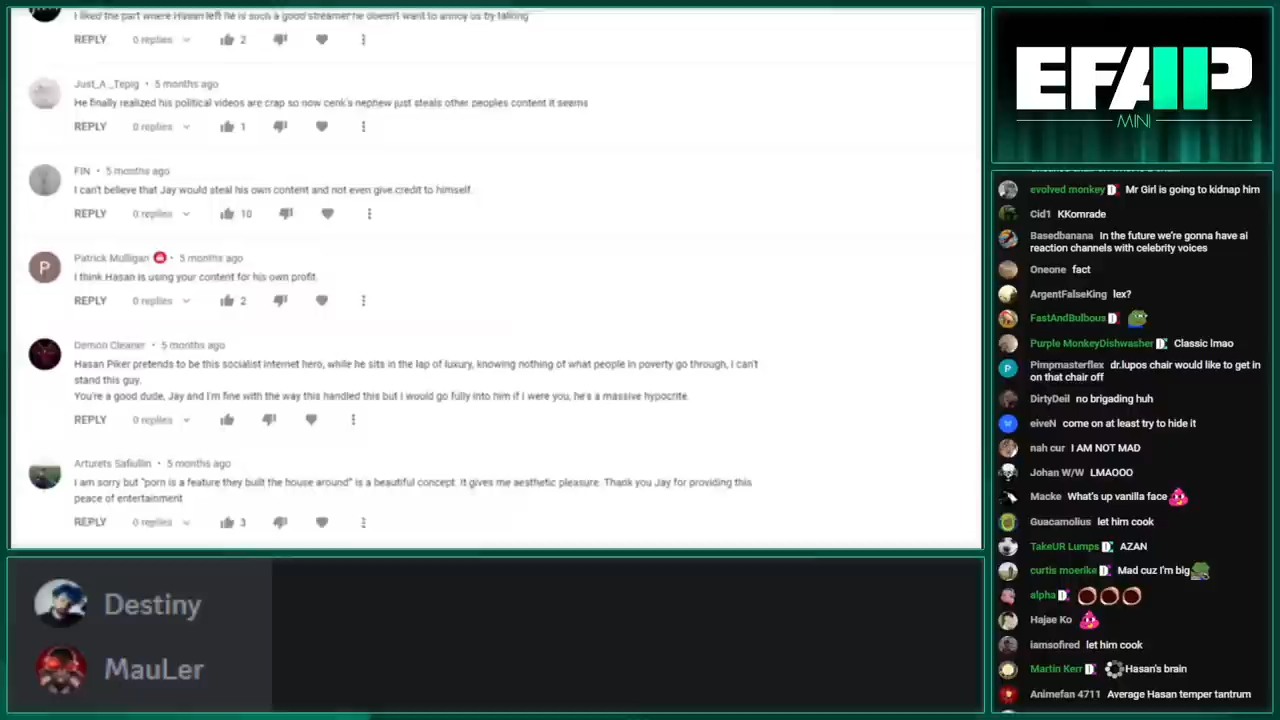 I liked the part where Hasan left he is such a good streamer he doesn't want to annoy us by talking
REPLY 0 replies 2
Just_A_Tepig • 5 months ago
He finally realized his political videos are crap so now cenk's nephew just steals other peoples content it seems
REPLY 0 replies 1
FIN • 5 months ago
I can't believe that Jay would steal his own content and not even give credit to himself.
REPLY 0 replies 10
P
Patrick Mulligan • 5 months ago
I think Hasan is using your content for his own profit.
REPLY 0 replies 2
Demon Cleaner • 5 months ago
Hasan Piker pretends to be this socialist internet hero, while he sits in the lap of luxury, knowing nothing of what people in poverty go through, I can't
stand this guy.
You're a good dude, Jay and I'm fine with the way this handled this but I would go fully into him if I were you, he's a massive hypocrite.
REPLY 0 replies
Arturets Safiullin • 5 months ago
I am sorry but "porn is a feature they built the house around" is a beautiful concept. It gives me aesthetic pleasure. Thank you Jay for providing this
peace of entertainment
REPLY 0 replies 3
Destiny
MauLer
EFAP
MINI
evolved monkey Mr Girl is going to kidnap him
Cid1 KKomrade
Basedbanana In the future we're gonna have ai
reaction channels with celebrity voices
Oneone fact
ArgentFalseKing lex?
FastAndBulbous
Purple MonkeyDishwasher Classic lmao
P
Pimpmasterflex dr.lupos chair would like to get in
on that chair off
DirtyDeil no brigading huh
eiveN come on at least try to hide it
nah cur I AM NOT MAD
Johan W/W LMAOOO
Macke What's up vanilla face
Guacamolius let him cook
TakeUR Lumps AZAN
curtis moerike Mad cuz I'm big
alpha
Hajae Ko
iamsofired let him cook
Martin Kerr Hasan's brain
Animefan 4711 Average Hasan temper tantrum